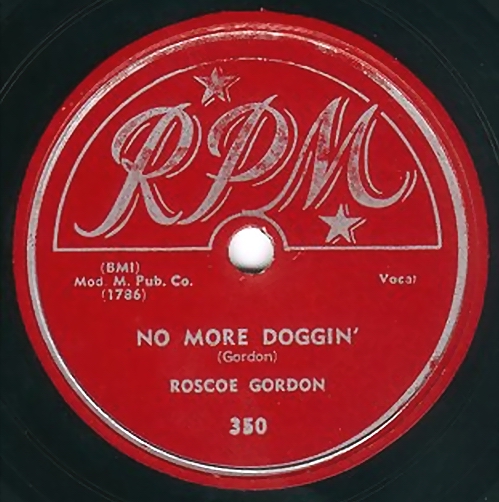 RPM
(BMI)
Mod. M. Pub. Co.
(1786)
Vocal
NO MORE DOGGIN'
(Gordon)
ROSCOE GORDON
350